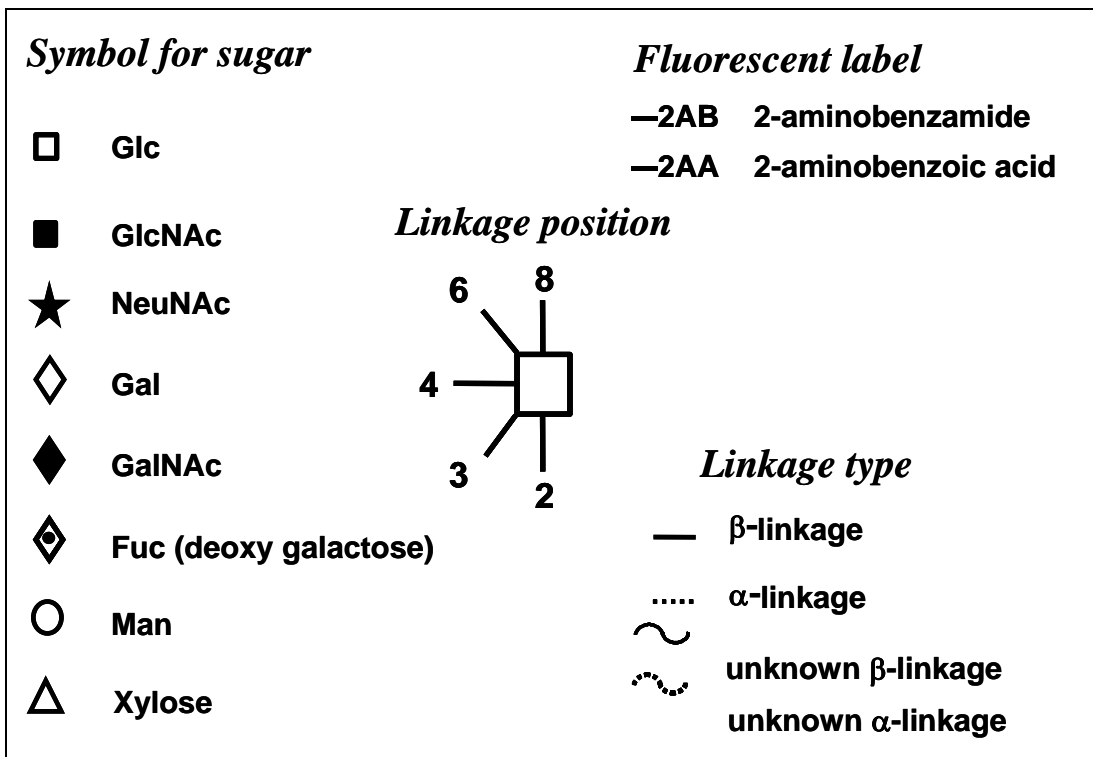 Symbol for sugar
Glc
GlcNAc
NeuNAc
Gal
GalNAc
Fuc (deoxy galactose)
Man
Xylose
Fluorescent label
—2AB 2-aminobenzamide
—2AA 2-aminobenzoic acid
Linkage position
8
6
4
3
2
Linkage type
β-linkage
α-linkage
unknown β-linkage
unknown α-linkage